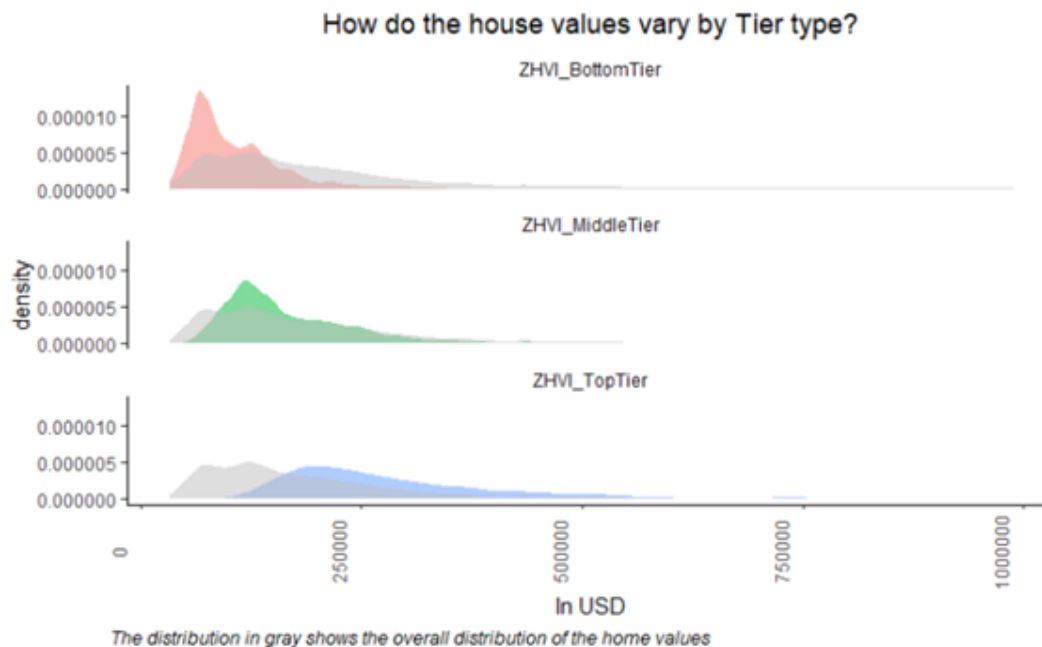 How do the house values vary by Tier type?
ZHVI_BottomTier
0.000010
0.000005
0.000000
ZHVI_MiddleTier
0.000010
0.000005
0.000000
density
ZHVI_TopTier
0.000010
0.000005
0.000000
0
250000
500000
750000
1000000
In USD
The distribution in gray shows the overall distribution of the home values